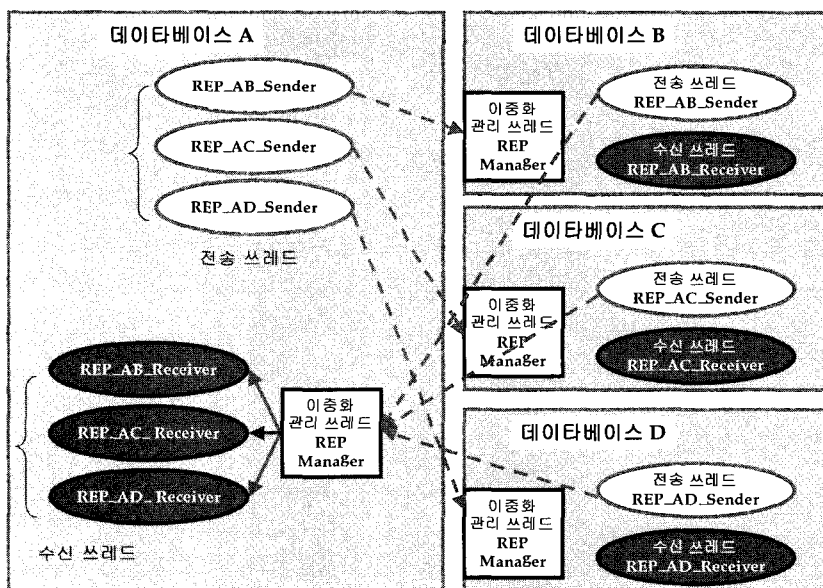 데이타베이스 A
REP_AB_Sender
REP_AC_Sender
REP_AD_Sender
전송 쓰레드
REP_AB_Receiver
REP_AC_ Receiver
REP_AD_ Receiver
수신 쓰레드
이중화
관리 쓰레드
REP
Manager
데이타베이스 B
이중화
관리 쓰레드
REP
Manager
전송 쓰레드
REP_AB_Sender
수신 쓰레드
REP_AB_Receiver
데이타베이스 C
이중화
관리 쓰레드
REP
Manager
전송 쓰레드
REP_AC_Sender
수신 쓰레드
REP_AC_Receiver
데이타베이스 D
이중화
관리 쓰레드
REP
Manager
전송 쓰레드
REP_AD_Sender
수신 쓰레드
REP_AD_Receiver